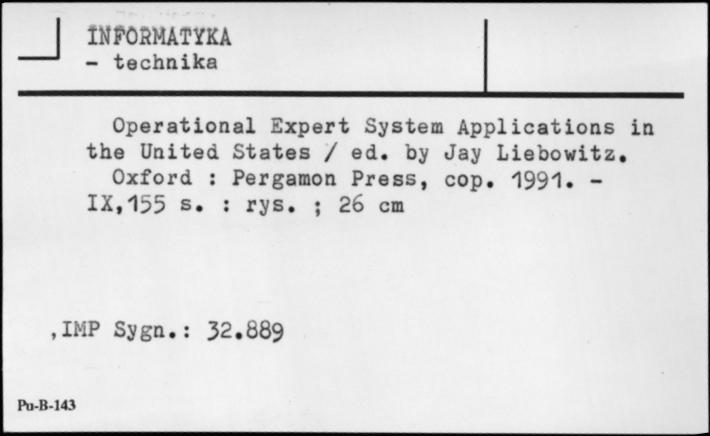 INFORMATYKA
- technika
Operational Expert System Applications in
the United States / ed. by Jay Liebowitz.
Oxford : Pergamon Press, cop. 1991. -
IX,155 s. : rys. ; 26 cm
,IMP Sygn.: 32.889
Pu-B-143